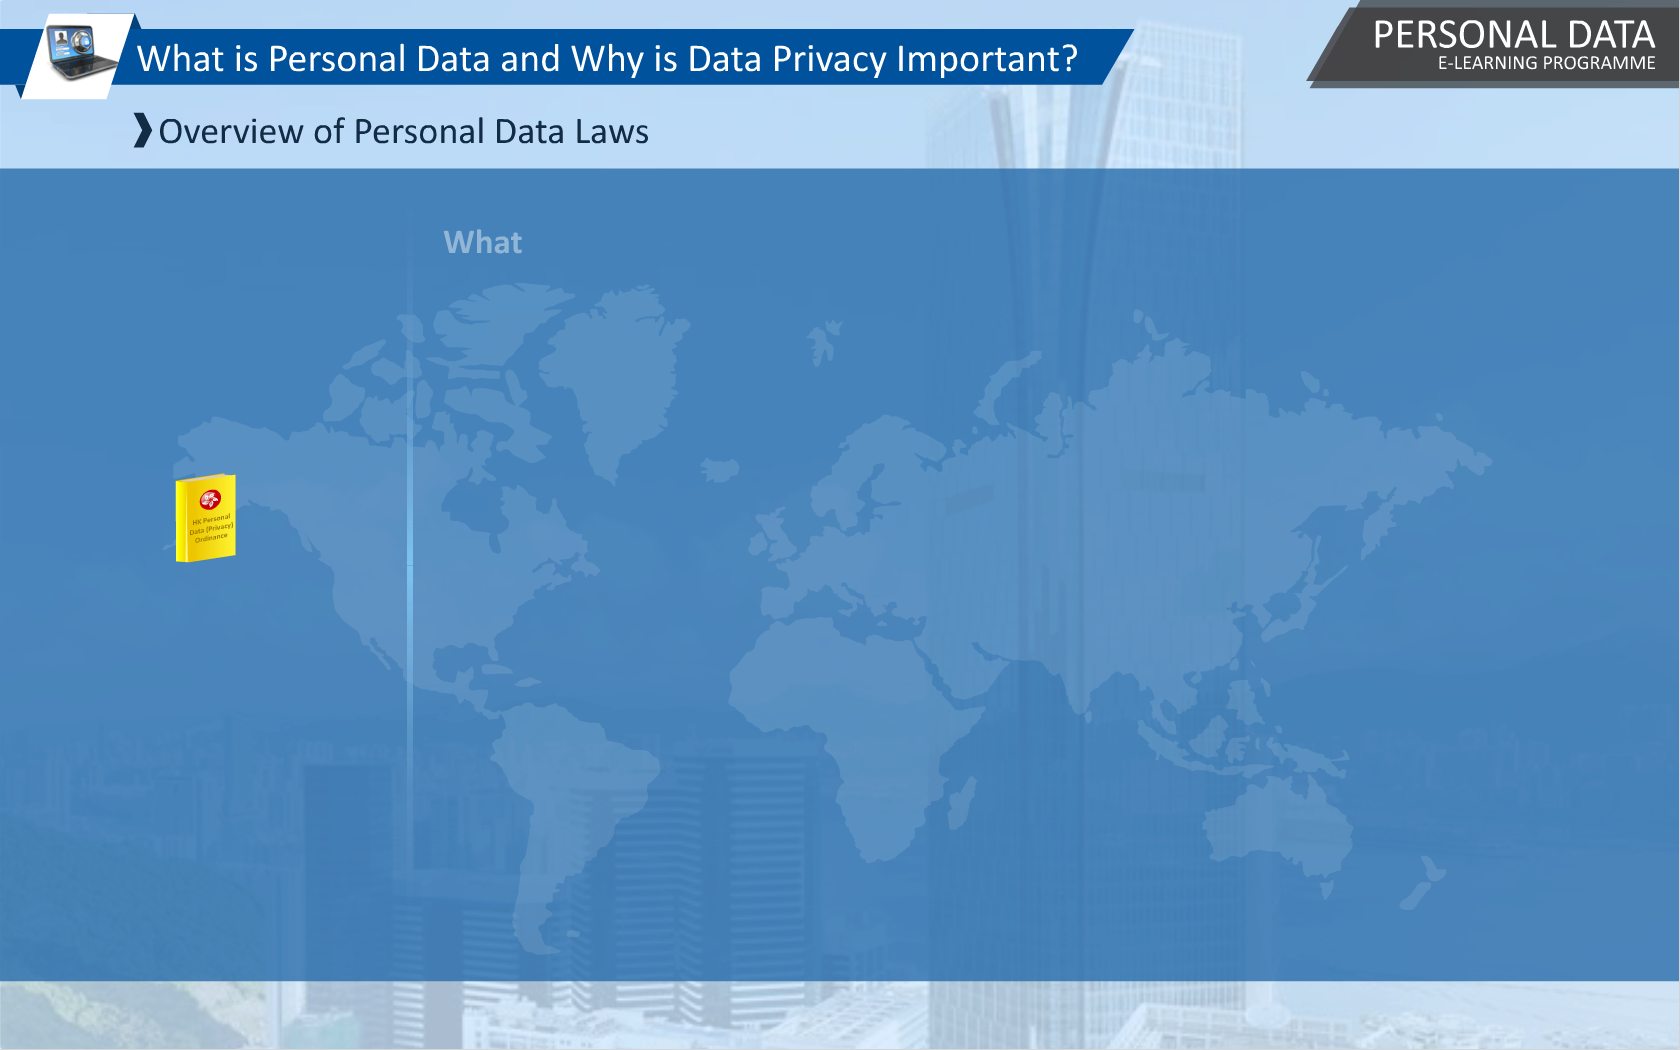 What is Personal Data and Why is Data Privacy Important?
PERSONAL DATA
E-LEARNING PROGRAMME
Overview of Personal Data Laws
What
HK Personal
Data (Privacy)
Ordinance